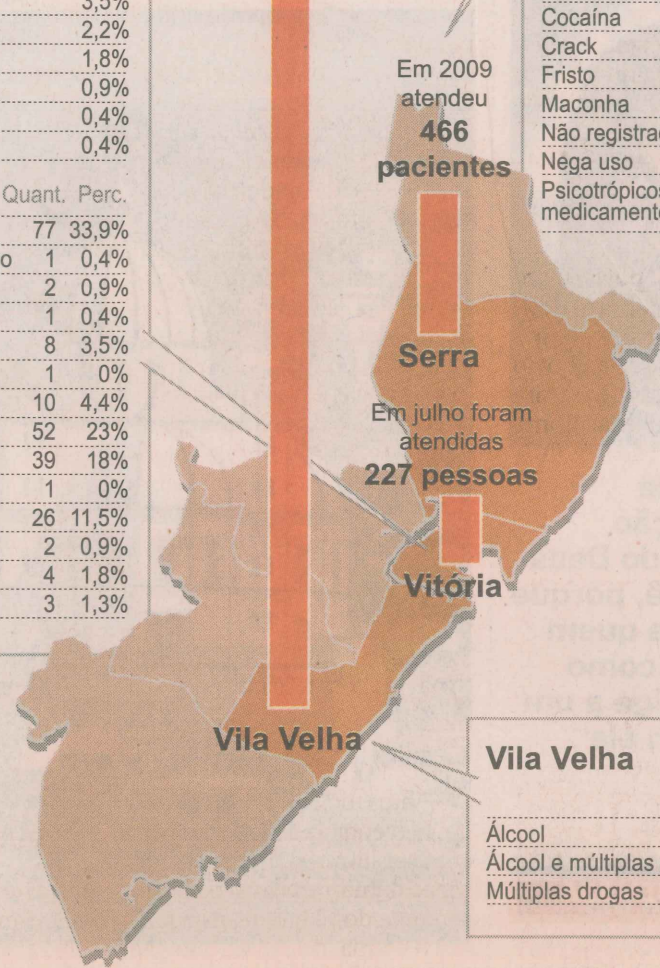 3,5%
2,2%
1,8%
0,9%
0,4%
0,4%
Quant. Perc.
77 33,9%
o 1 0,4%
2 0,9%
1 0,4%
8 3,5%
1 0%
10 4,4%
52 23%
39 18%
1 0%
26 11,5%
2 0,9%
4 1,8%
3 1,3%
Em 2009
atendeu
466
pacientes
Serra
Em julho foram
atendidas
227 pessoas
Vitória
Vila Velha
Cocaína
Crack
Fristo
Maconha
Não registrad
Nega uso
Psicotrópicos
medicamento
Vila Velha
Álcool
Álcool e múltiplas
Múltiplas drogas